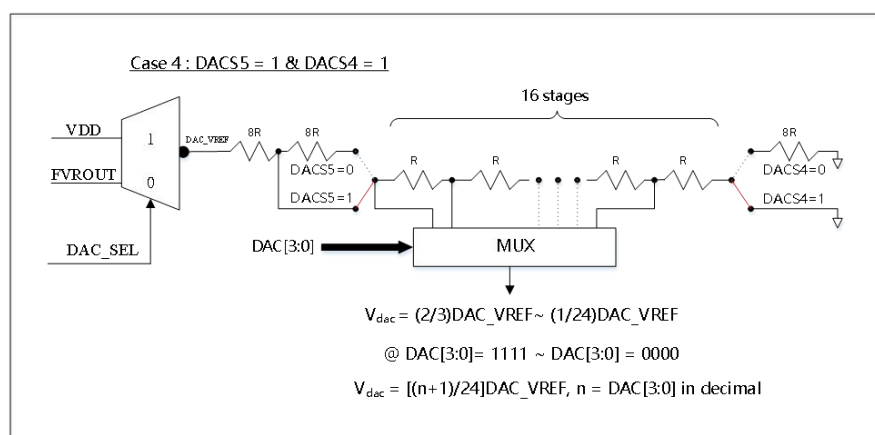 Case 4 : DACS5 = 1 & DACS4 = 1
16 stages
VDD
1
DAC_VREF
8R
8R
R
R
R
R
8R
FVROUT
0
DACS5=0
DACS4=0
DACS5=1
DACS4=1
DAC_SEL
DAC[3:0]
MUX
Vdac = (2/3)DAC_VREF~ (1/24)DAC_VREF
@ DAC[3:0]= 1111 ~ DAC[3:0] = 0000
Vdac = [(n+1)/24]DAC_VREF, n = DAC[3:0] in decimal